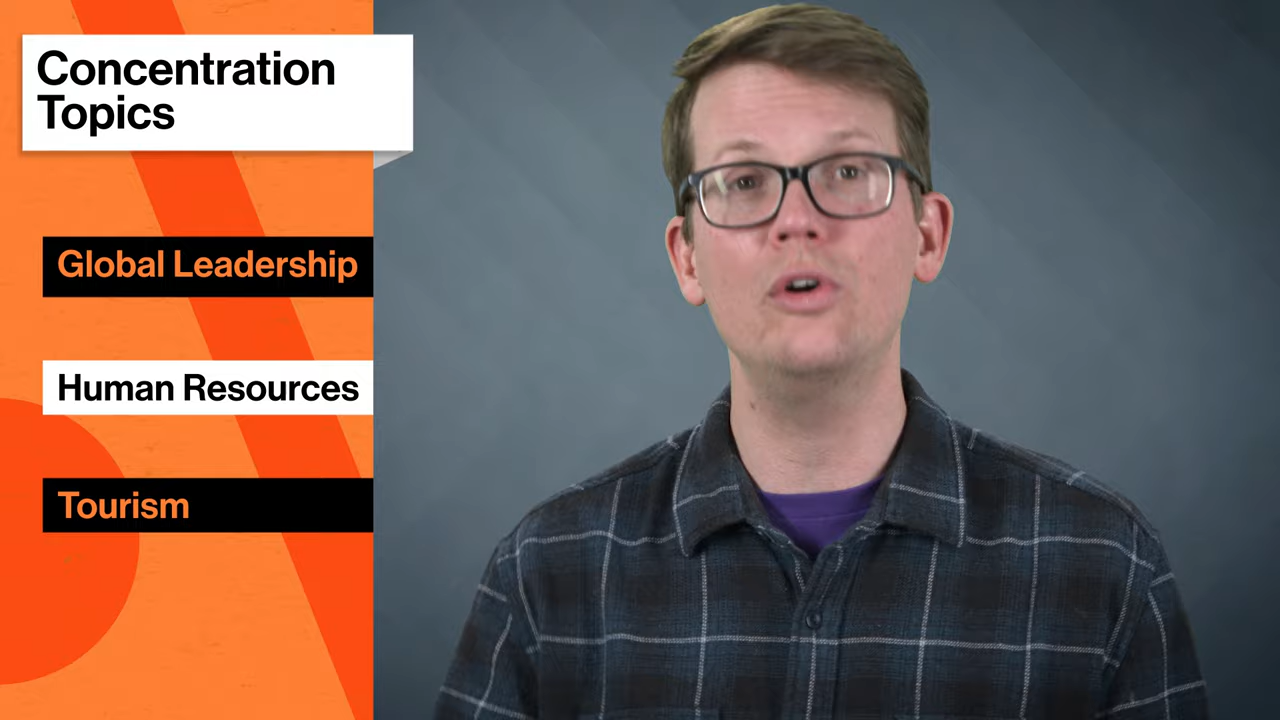 Concentration
Topics
Global Leadership
Human Resources
Tourism